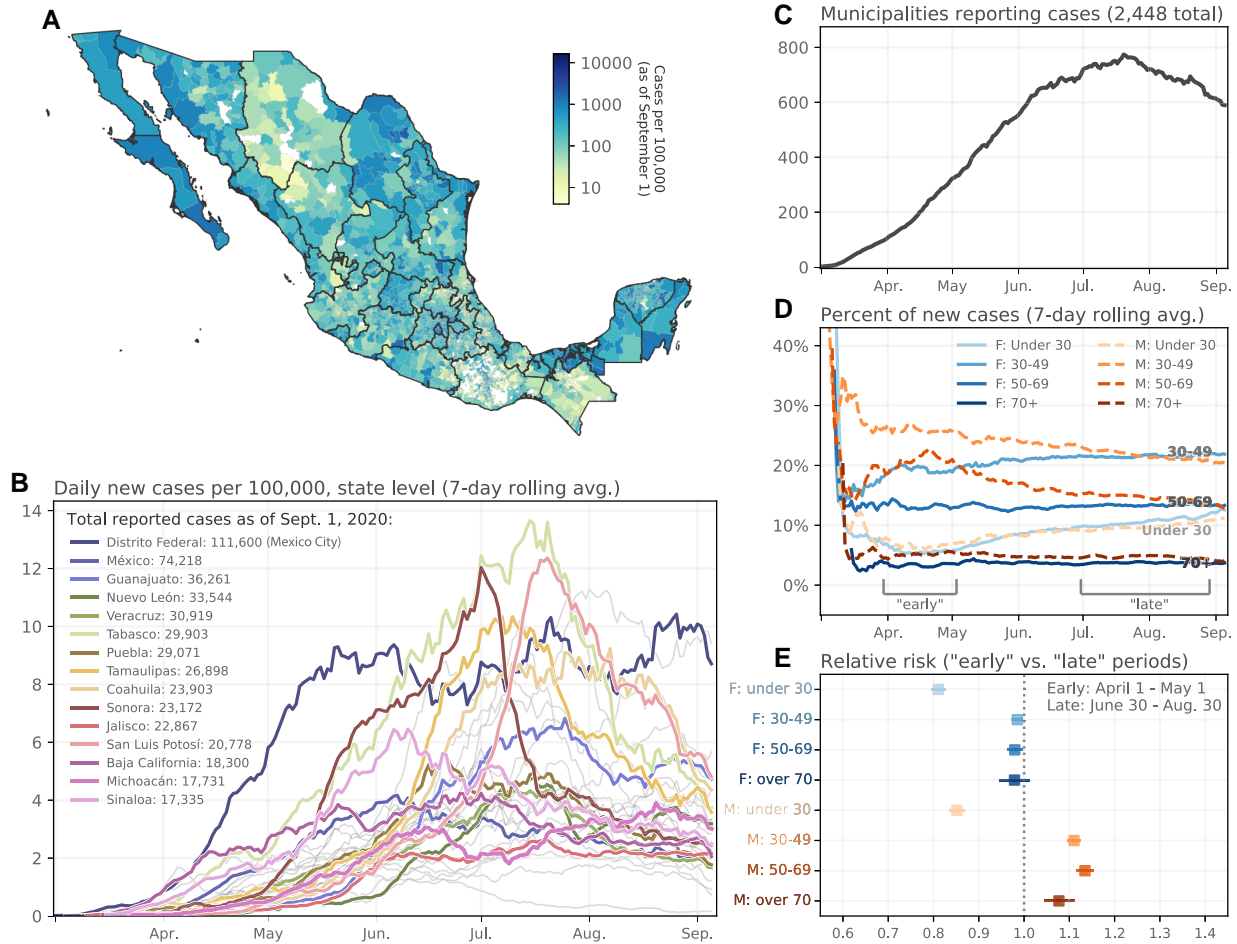 A
10000
1000
100
10
Cases per 100,000
(as of September 1)
B
Daily new cases per 100,000, state level (7-day rolling avg.)
14
12
10
8
6
4
2
0
Total reported cases as of Sept. 1, 2020:
Distrito Federal: 111,600 (Mexico City)
México: 74,218
Guanajuato: 36,261
Nuevo León: 33,544
Veracruz: 30,919
Tabasco: 29,903
Puebla: 29,071
Tamaulipas: 26,898
Coahuila: 23,903
Sonora: 23,172
Jalisco: 22,867
San Luis Potosí: 20,778
Baja California: 18,300
Michoacán: 17,731
Sinaloa: 17,335
Apr. May Jun. Jul. Aug. Sep.
C
Municipalities reporting cases (2,448 total)
800
600
400
200
0
Apr. May Jun. Jul. Aug. Sep.
D
Percent of new cases (7-day rolling avg.)
40%
30%
20%
10%
0%
F: Under 30
F: 30-49
F: 50-69
F: 70+
M: Under 30
M: 30-49
M: 50-69
M: 70+
30-49
50-69
Under 30
70+
"early" "late"
Apr. May Jun. Jul. Aug. Sep.
E
Relative risk ("early" vs. "late" periods)
Early: April 1 - May 1
Late: June 30 - Aug. 30
F: under 30
F: 30-49
F: 50-69
F: over 70
M: under 30
M: 30-49
M: 50-69
M: over 70
0.6 0.7 0.8 0.9 1.0 1.1 1.2 1.3 1.4